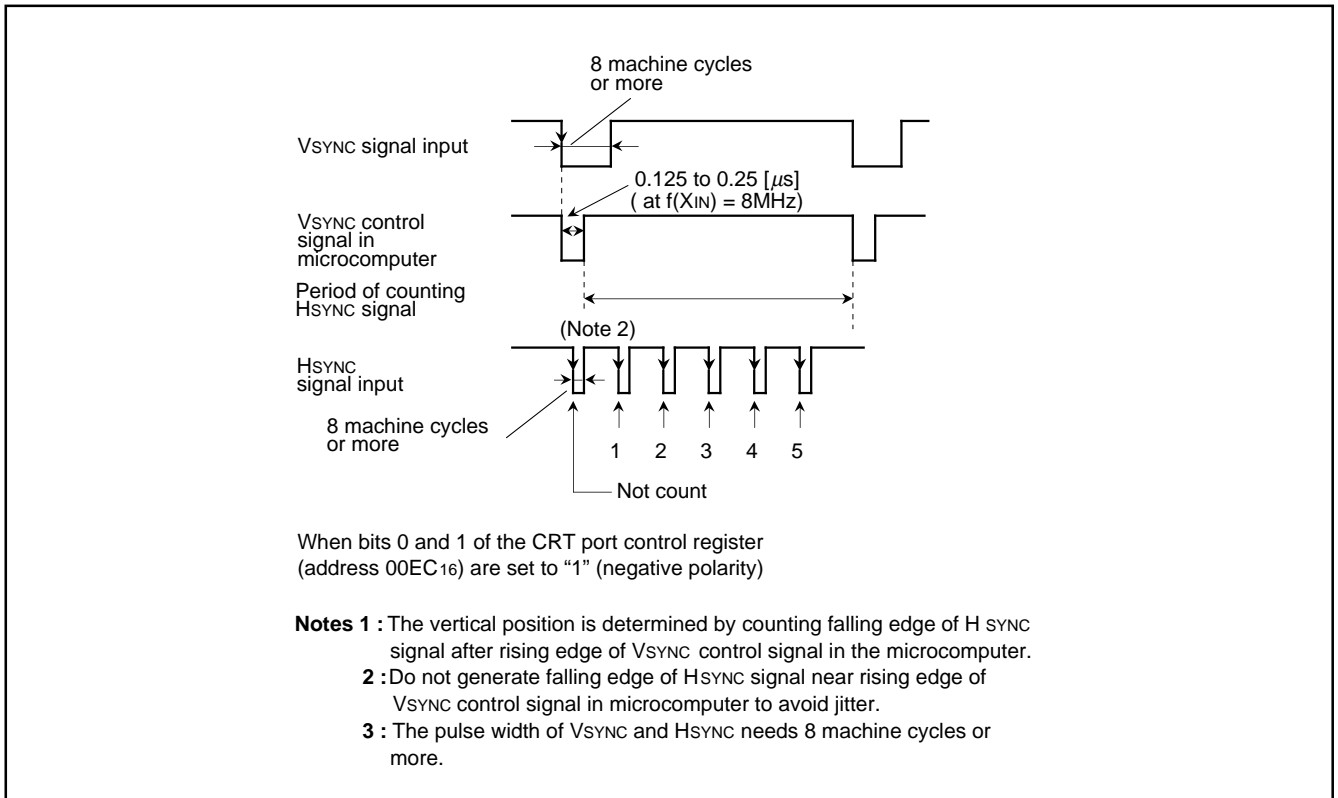 8 machine cycles
or more
VSYNC signal input
0.125 to 0.25 [μs]
( at f(XIN) = 8MHz)
VSYNC control
signal in
microcomputer
Period of counting
HSYNC signal
(Note 2)
HSYNC
signal input
8 machine cycles
or more
1 2 3 4 5
Not count
When bits 0 and 1 of the CRT port control register
(address 00EC16) are set to “1” (negative polarity)
Notes 1 : The vertical position is determined by counting falling edge of H SYNC
signal after rising edge of VSYNC control signal in the microcomputer.
2 : Do not generate falling edge of HSYNC signal near rising edge of
VSYNC control signal in microcomputer to avoid jitter.
3 : The pulse width of VSYNC and HSYNC needs 8 machine cycles or
more.